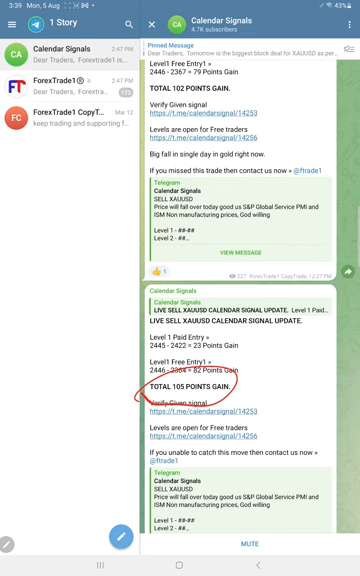 3:39 Mon, 5 Aug
43%
1 Story
CA
Calendar Signals
2:47 PM
Dear Traders, Forextrade1 is…
ForexTrade1
2:47 PM
Dear Traders, Forext…
173
FC
ForexTrade1 CopyTrade
Mar 12
keep trading and supporting f…
CA
Calendar Signals
4.7K subscribers
Pinned Message
Dear Traders, Tomorrow is the biggest block deal for XAUUSD as per…
Level1 Free Entry1 »
2446 - 2367 = 79 Points Gain
TOTAL 102 POINTS GAIN.
Verify Given signal
https://t.me/calendarsignal/14253
Levels are open for Free traders
https://t.me/calendarsignal/14256
Big fall in single day in gold right now.
If you missed this trade then contact us now » @ftrade1
Telegram
Calendar Signals
SELL XAUUSD
Price will fall over today good us S&P Global Service PMI and
ISM Non manufacturing prices, God willing
Level 1 - ##-##
Level 2 - ##…
VIEW MESSAGE
1
227 ForexTrade1 CopyTrade, 12:27 PM
Calendar Signals
Calendar Signals
LIVE SELL XAUUSD CALENDAR SIGNAL UPDATE. Level 1 Paid…
LIVE SELL XAUUSD CALENDAR SIGNAL UPDATE.
Level 1 Paid Entry »
2445 - 2422 = 23 Points Gain
Level1 Free Entry1 »
2446 - 2364 = 82 Points Gain
TOTAL 105 POINTS GAIN.
Verify Given signal
https://t.me/calendarsignal/14253
Levels are open for Free traders
https://t.me/calendarsignal/14256
If you unable to catch this move then contact us now »
@ftrade1
Telegram
Calendar Signals
SELL XAUUSD
Price will fall over today good us S&P Global Service PMI and
ISM Non manufacturing prices, God willing
Level 1 - ##-##
Level 2 - ##…
MUTE